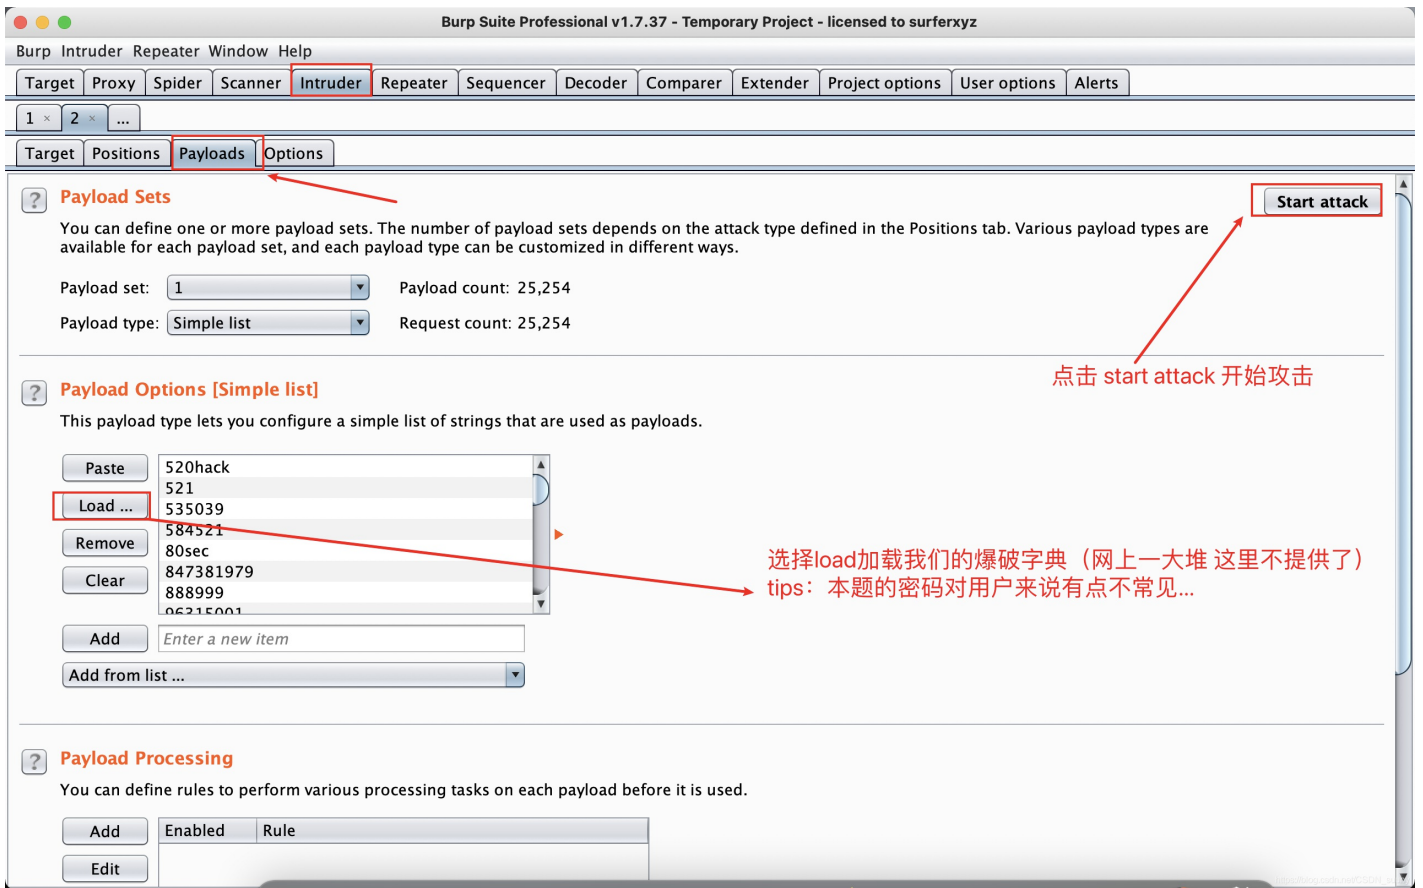 Burp Suite Professional v1.7.37 - Temporary Project - licensed to surferxyz
Burp Intruder Repeater Window Help
Target Proxy Spider Scanner Intruder Repeater Sequencer Decoder Comparer Extender Project options User options Alerts
1 × 2 × ...
Target Positions Payloads Options
? Payload Sets
Start attack
You can define one or more payload sets. The number of payload sets depends on the attack type defined in the Positions tab. Various payload types are
available for each payload set, and each payload type can be customized in different ways.
Payload set: 1 Payload count: 25,254
Payload type: Simple list Request count: 25,254
点击 start attack 开始攻击
? Payload Options [Simple list]
This payload type lets you configure a simple list of strings that are used as payloads.
Paste
Load ...
Remove
Clear
520hack
521
535039
584521
80sec
847381979
888999
96315001
选择load加载我们的爆破字典（网上一大堆 这里不提供了）
tips：本题的密码对用户来说有点不常见...
Add Enter a new item
Add from list ...
? Payload Processing
You can define rules to perform various processing tasks on each payload before it is used.
Add Enabled Rule
Edit